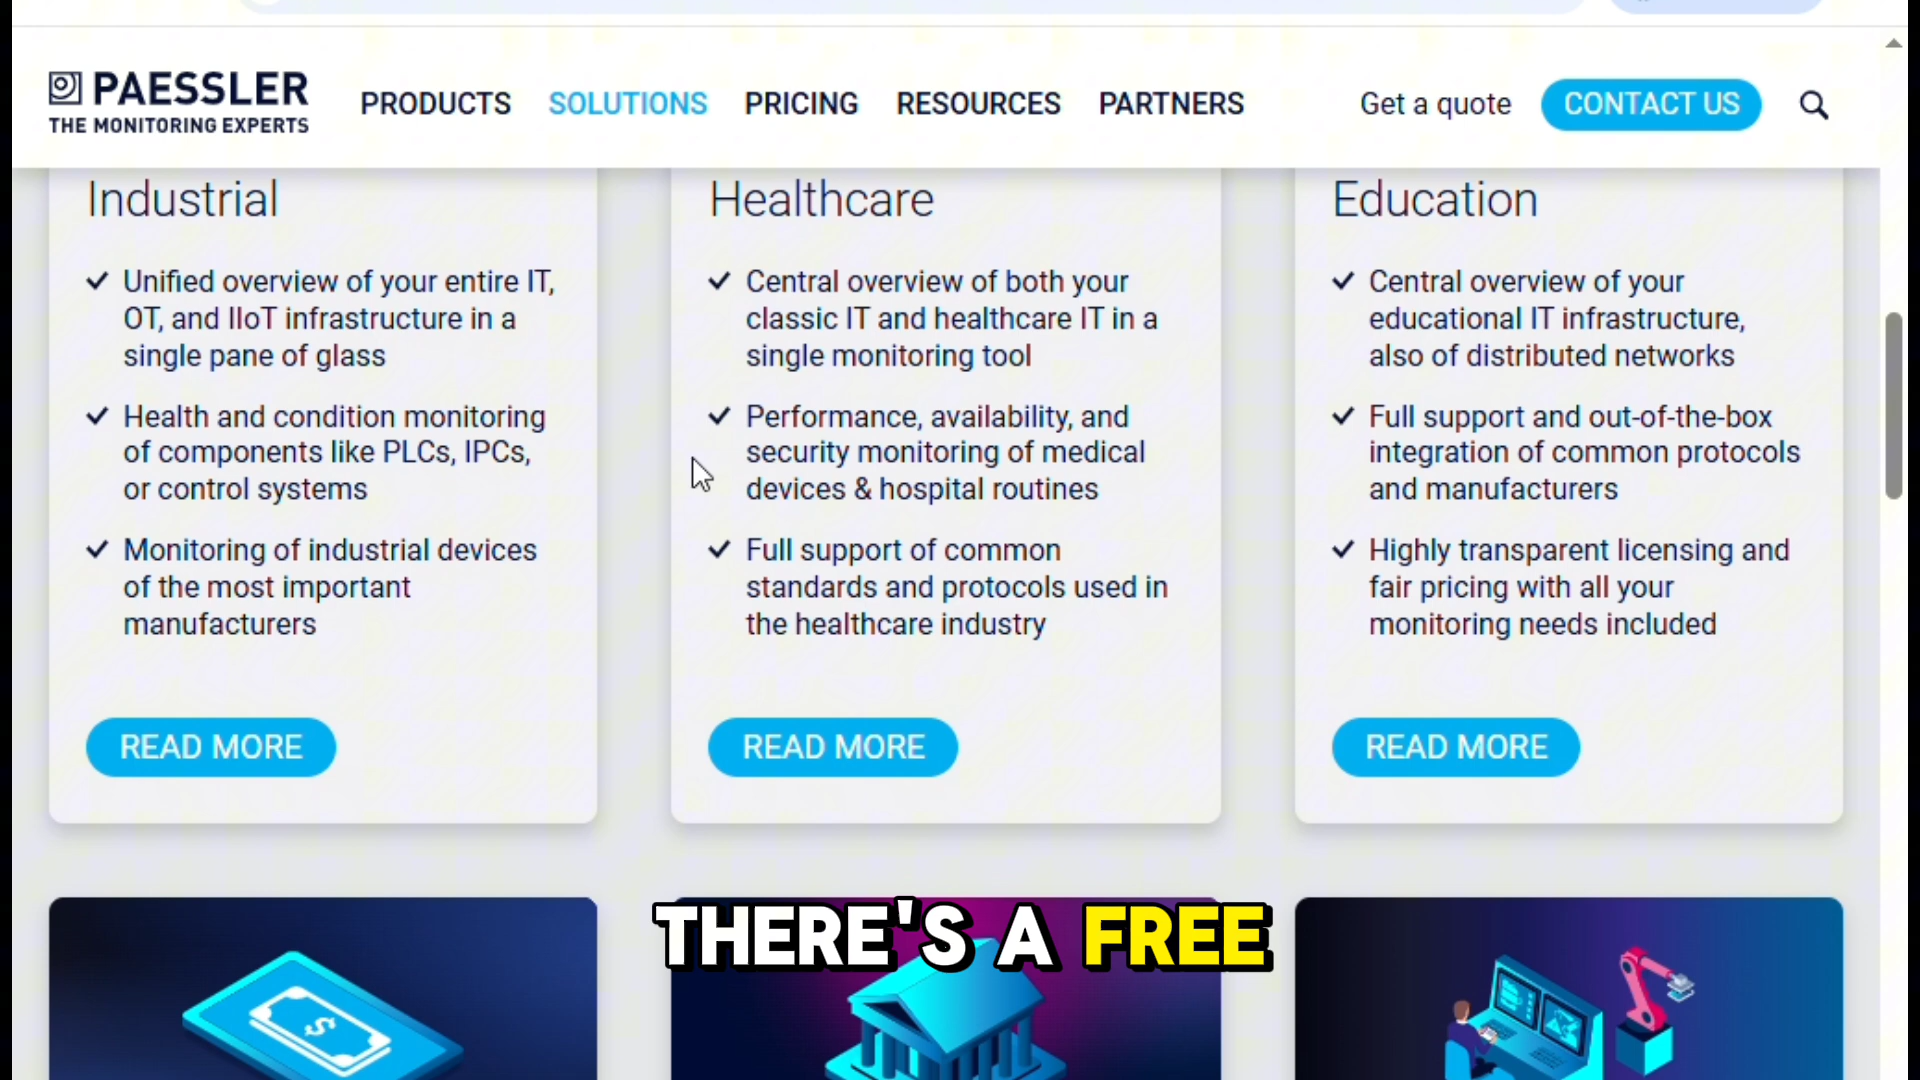 PAESSLER
THE MONITORING EXPERTS
PRODUCTS
SOLUTIONS
PRICING
RESOURCES
PARTNERS
Get a quote
CONTACT US
Industrial
Unified overview of your entire IT,
OT, and IIoT infrastructure in a
single pane of glass
Health and condition monitoring
of components like PLCs, IPCs,
or control systems
Monitoring of industrial devices
of the most important
manufacturers
READ MORE
Healthcare
Central overview of both your
classic IT and healthcare IT in a
single monitoring tool
Performance, availability, and
security monitoring of medical
devices & hospital routines
Full support of common
standards and protocols used in
the healthcare industry
READ MORE
Education
Central overview of your
educational IT infrastructure,
also of distributed networks
Full support and out-of-the-box
integration of common protocols
and manufacturers
Highly transparent licensing and
fair pricing with all your
monitoring needs included
READ MORE
$
THERE'S A FREE